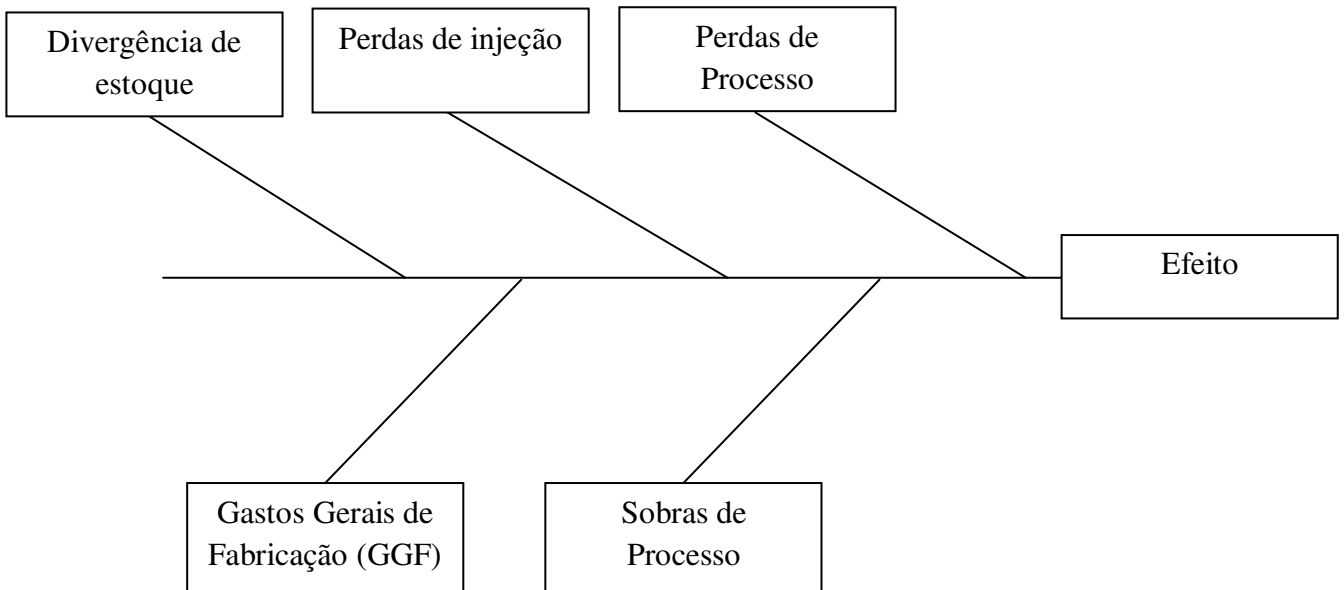 Divergência de
estoque
Perdas de injeção
Perdas de
Processo
Efeito
Gastos Gerais de
Fabricação (GGF)
Sobras de
Processo